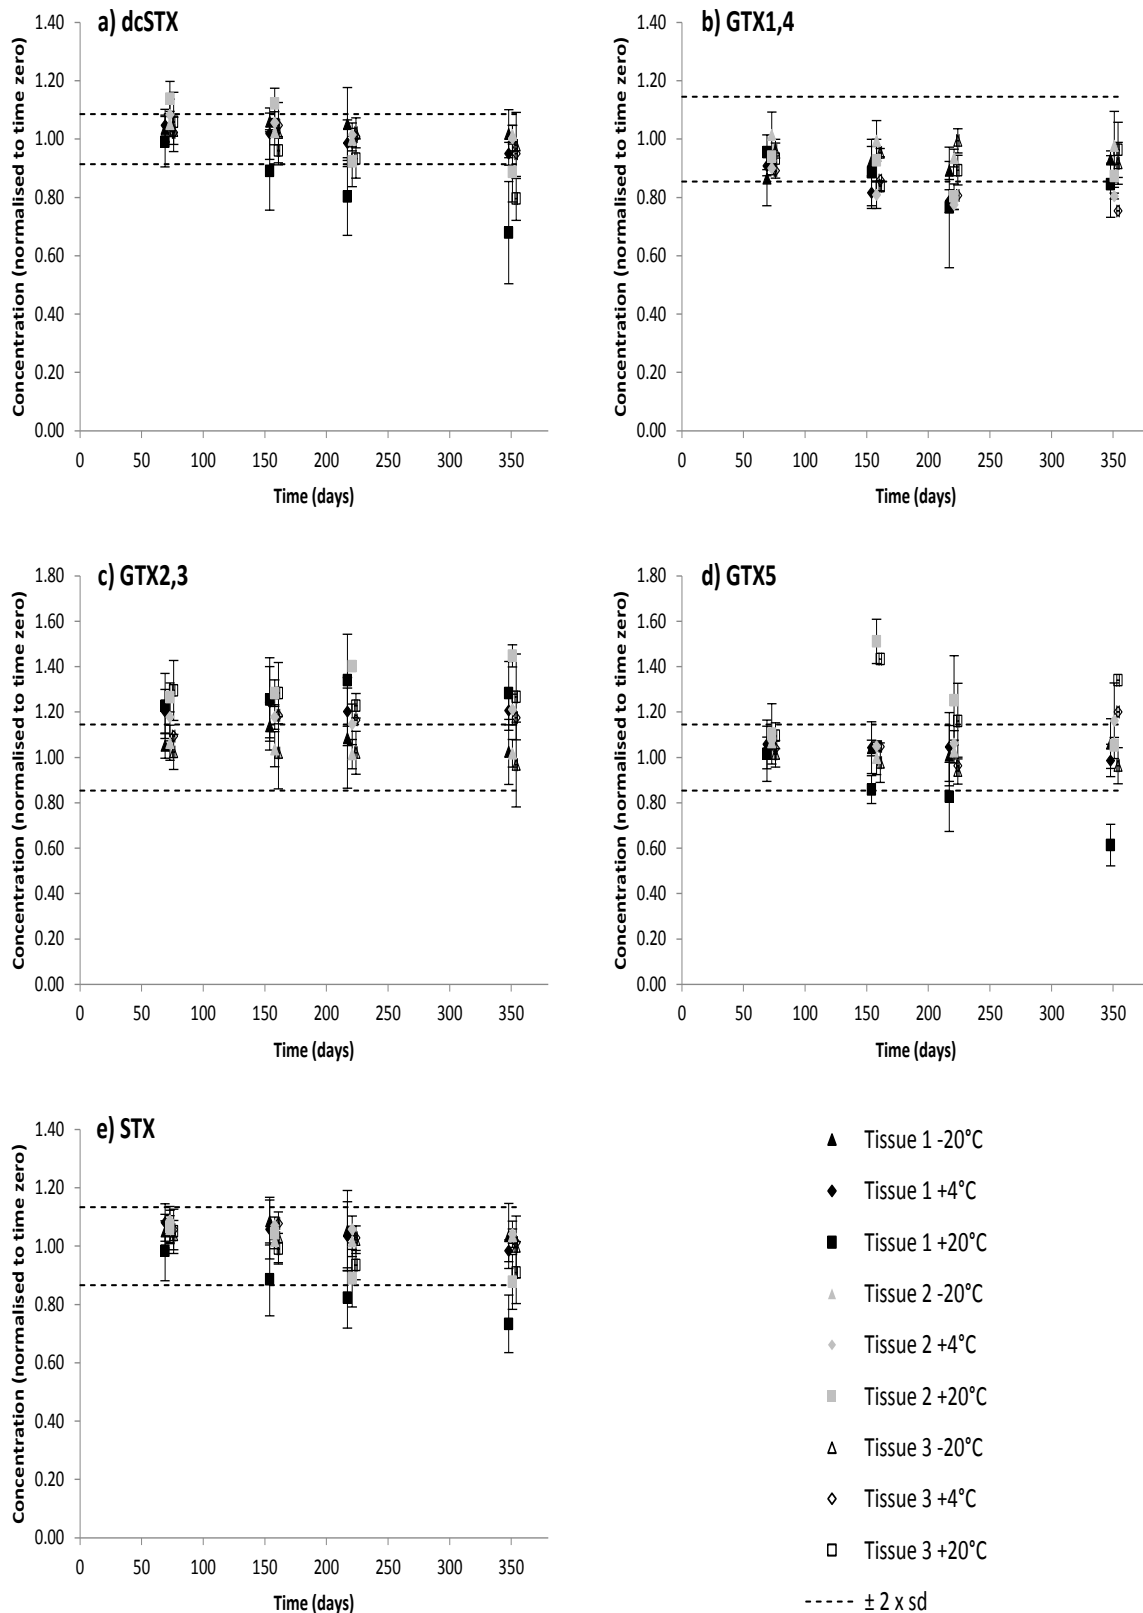 a) dcSTX
Concentration (normalised to time zero)
1.40
1.20
1.00
0.80
0.60
0.40
0.20
0.00
0 50 100 150 200 250 300 350
Time (days)
b) GTX1,4
Concentration (normalised to time zero)
1.40
1.20
1.00
0.80
0.60
0.40
0.20
0.00
0 50 100 150 200 250 300 350
Time (days)
c) GTX2,3
Concentration (normalised to time zero)
1.80
1.60
1.40
1.20
1.00
0.80
0.60
0.40
0.20
0.00
0 50 100 150 200 250 300 350
Time (days)
d) GTX5
Concentration (normalised to time zero)
1.80
1.60
1.40
1.20
1.00
0.80
0.60
0.40
0.20
0.00
0 50 100 150 200 250 300 350
Time (days)
e) STX
Concentration (normalised to time zero)
1.40
1.20
1.00
0.80
0.60
0.40
0.20
0.00
0 50 100 150 200 250 300 350
Time (days)
Tissue 1 -20°C
Tissue 1 +4°C
Tissue 1 +20°C
Tissue 2 -20°C
Tissue 2 +4°C
Tissue 2 +20°C
Tissue 3 -20°C
Tissue 3 +4°C
Tissue 3 +20°C
± 2 x sd